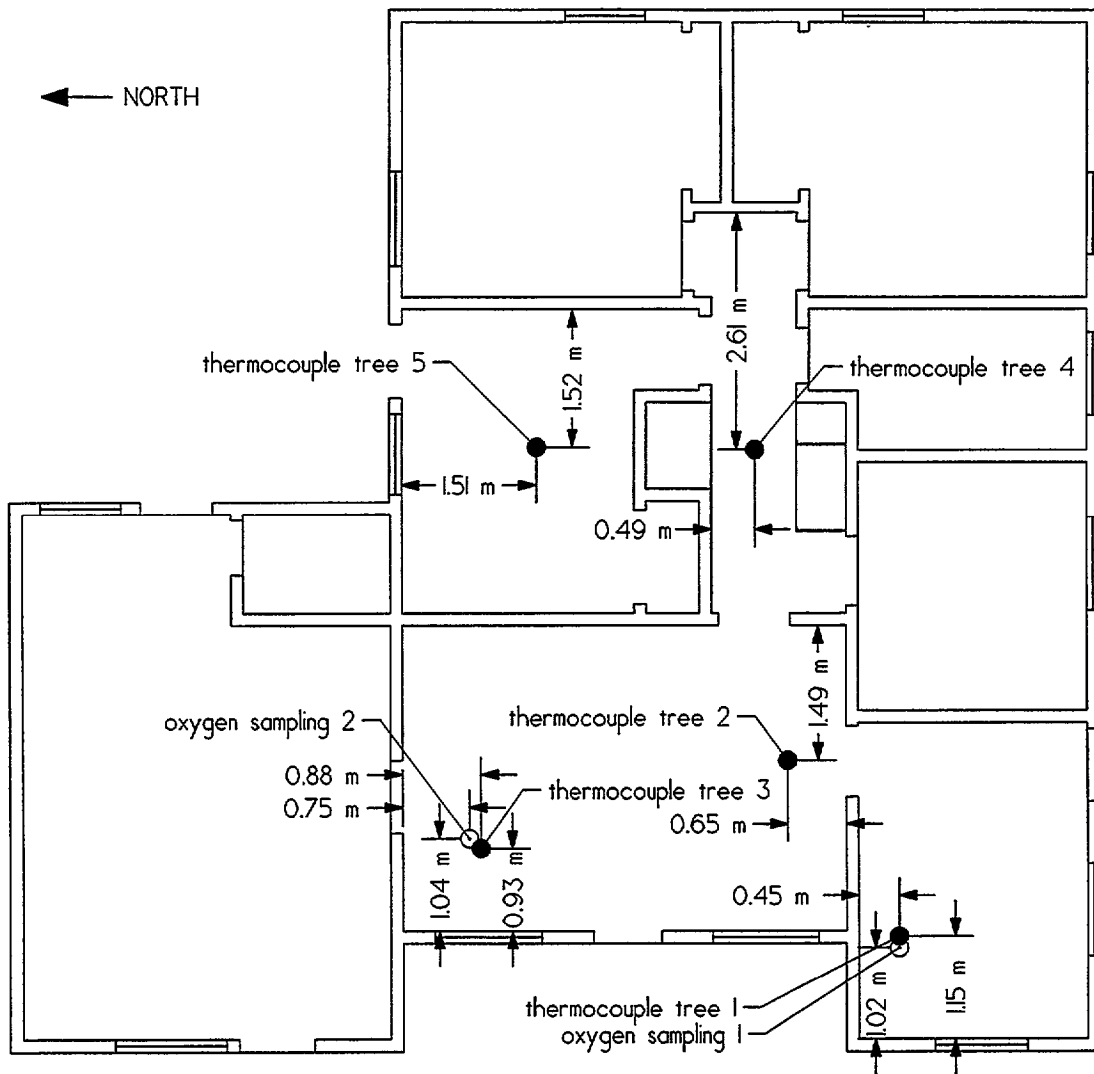 NORTH
2.61 m
thermocouple tree 5
1.52 m
thermocouple tree 4
1.51 m
0.49 m
1.49 m
oxygen sampling 2
thermocouple tree 2
0.88 m
thermocouple tree 3
0.75 m
0.65 m
1.04 m
0.93 m
0.45 m
thermocouple tree 1
oxygen sampling 1
1.02 m
1.15 m